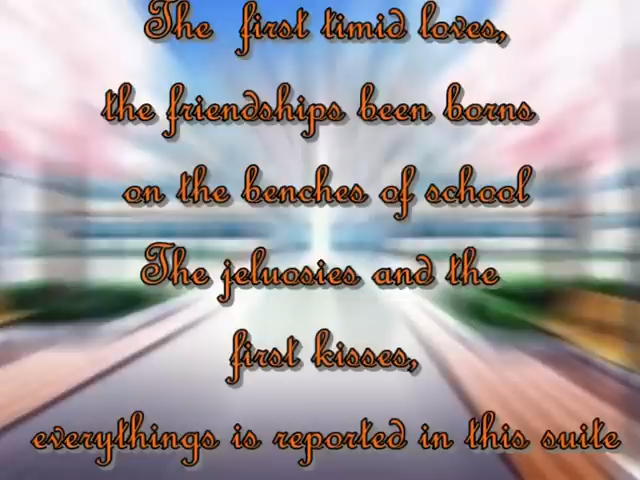 The first timid loves,
the friendships been borns
on the benches of school
The jeluosies and the
first kisses,
everythings is reported in this suite